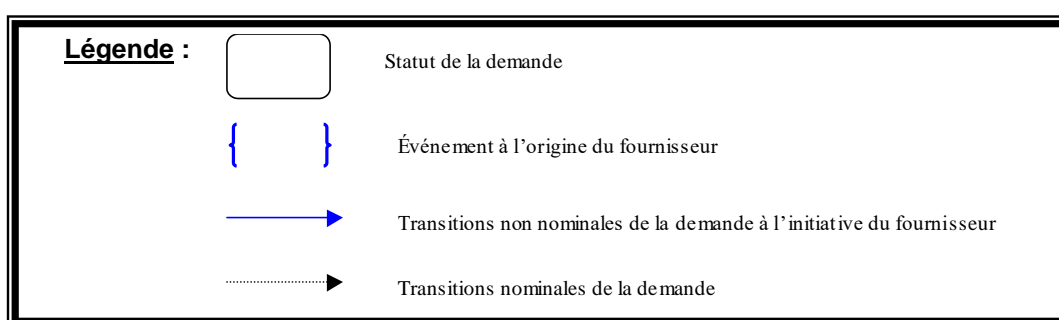 Légende :
Statut de la demande
{ }
Événement à l’origine du fournisseur
Transitions non nominales de la demande à l’initiative du fournisseur
Transitions nominales de la demande